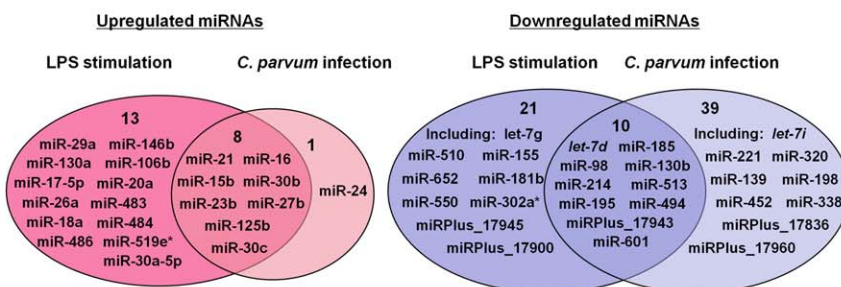 Upregulated miRNAs
LPS stimulation
C. parvum infection
13
8
1
miR-29a miR-146b
miR-130a miR-106b
miR-17-5p miR-20a
miR-26a miR-483
miR-18a miR-484
miR-486 miR-519e*
miR-30a-5p
miR-21 miR-16
miR-15b miR-30b
miR-23b miR-27b
miR-125b
miR-30c
miR-24
Downregulated miRNAs
LPS stimulation
C. parvum infection
21
10
39
Including: let-7g
miR-510 miR-155
miR-652 miR-181b
miR-550 miR-302a*
miRPlus_17945
miRPlus_17900
let-7d miR-185
miR-98 miR-130b
miR-214 miR-513
miR-195 miR-494
miRPlus_17943
miR-601
Including: let-7i
miR-221 miR-320
miR-139 miR-198
miR-452 miR-338
miRPlus_17836
miRPlus_17960